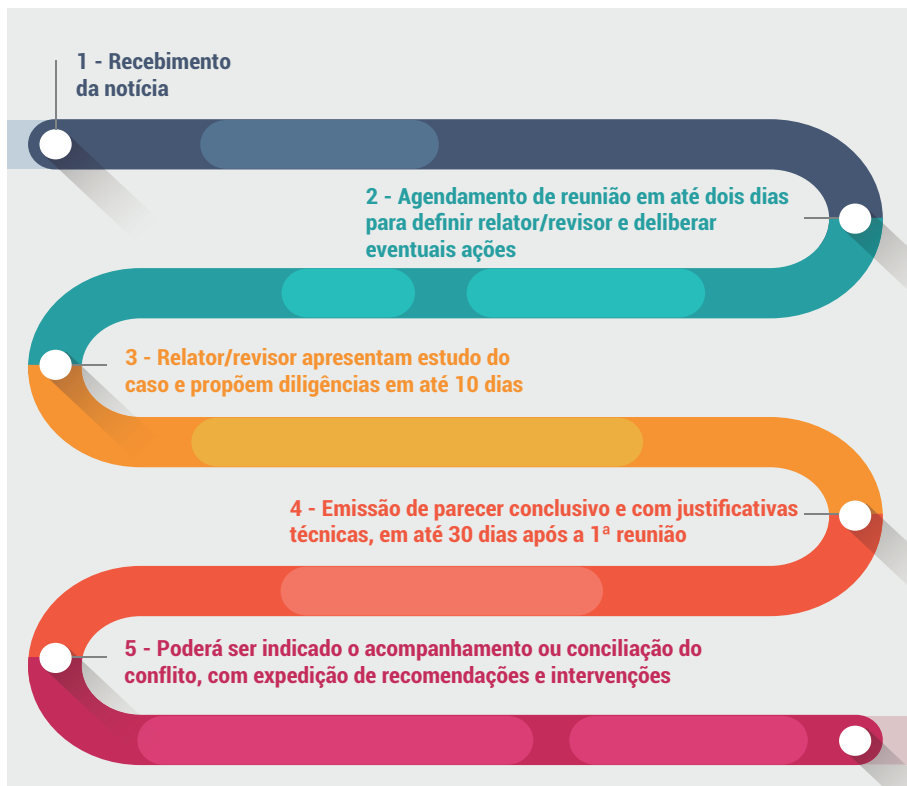 1 - Recebimento
da notícia
2 - Agendamento de reunião em até dois dias
para definir relator/revisor e deliberar
eventuais ações
3 - Relator/revisor apresentam estudo do
caso e propõem diligências em até 10 dias
4 - Emissão de parecer conclusivo e com justificativas
técnicas, em até 30 dias após a 1ª reunião
5 - Poderá ser indicado o acompanhamento ou conciliação do
conflito, com expedição de recomendações e intervenções